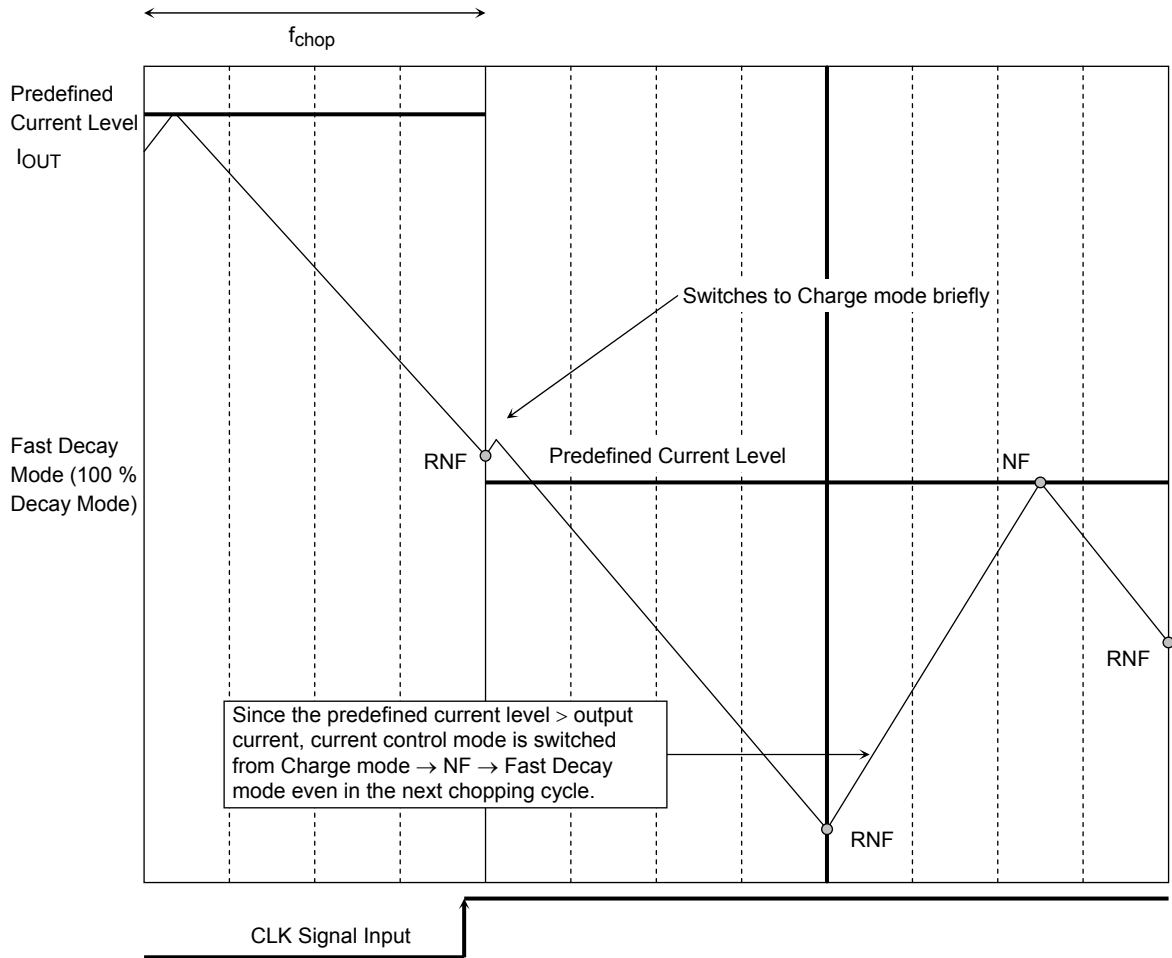 fchop
Predefined
Current Level
IOUT
Switches to Charge mode briefly
Fast Decay
Mode (100 %
Decay Mode)
RNF
Predefined Current Level
NF
RNF
Since the predefined current level > output
current, current control mode is switched
from Charge mode → NF → Fast Decay
mode even in the next chopping cycle.
RNF
CLK Signal Input